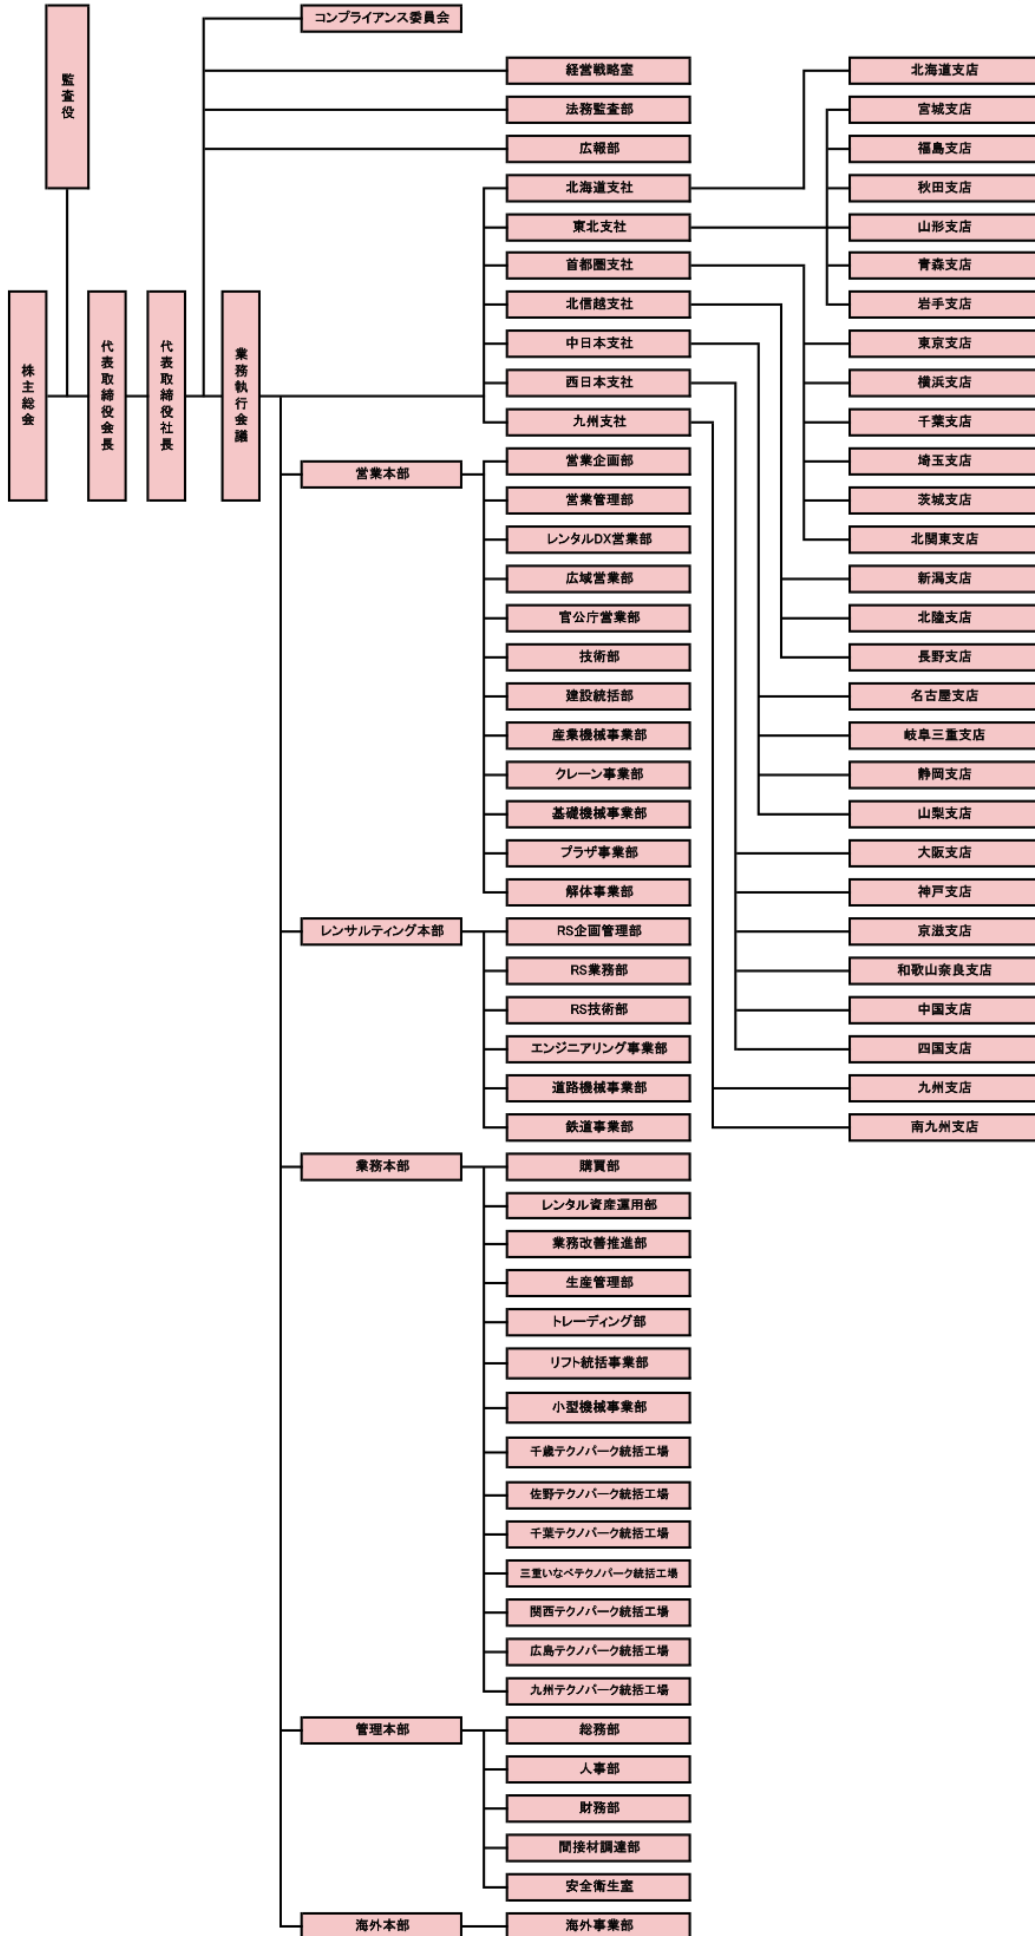 コンプライアンス委員会
監査役
経営戦略室
法務監査部
広報部
北海道支社
東北支社
首都圏支社
北信越支社
中日本支社
西日本支社
九州支社
株主総会
代表取締役会長
代表取締役社長
業務執行会議
営業本部
営業企画部
営業管理部
レンタルDX営業部
広域営業部
官公庁営業部
技術部
建設統括部
産業機械事業部
クレーン事業部
基礎機械事業部
プラザ事業部
解体事業部
レンサルティング本部
RS企画管理部
RS業務部
RS技術部
エンジニアリング事業部
道路機械事業部
鉄道事業部
業務本部
購買部
レンタル資産運用部
業務改善推進部
生産管理部
トレーディング部
リフト統括事業部
小型機械事業部
千歳テクノパーク統括工場
佐野テクノパーク統括工場
千葉テクノパーク統括工場
三重いなべテクノパーク統括工場
関西テクノパーク統括工場
広島テクノパーク統括工場
九州テクノパーク統括工場
管理本部
総務部
人事部
財務部
間接材調達部
安全衛生室
海外本部
海外事業部
北海道支店
宮城支店
福島支店
秋田支店
山形支店
青森支店
岩手支店
東京支店
横浜支店
千葉支店
埼玉支店
茨城支店
北関東支店
新潟支店
北陸支店
長野支店
名古屋支店
岐阜三重支店
静岡支店
山梨支店
大阪支店
神戸支店
京滋支店
和歌山奈良支店
中国支店
四国支店
九州支店
南九州支店